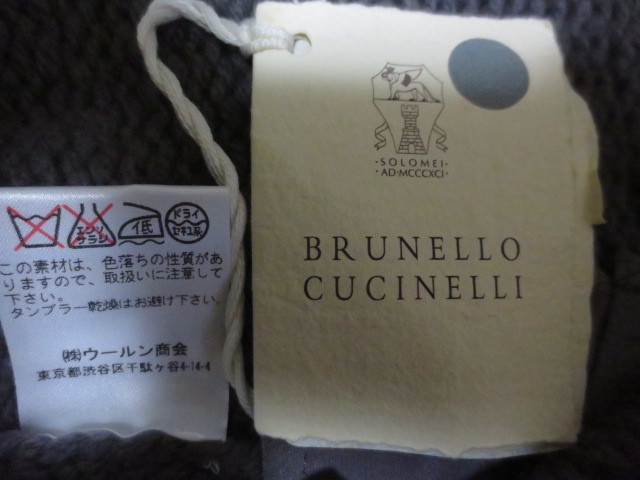 エンソ
サラシ
低
ドライ
セキユ系
この素材は、色落ちの性質があ
りますので、取扱いに注意して
下さい。
タンブラー乾燥はお避け下さい。
㈱ウールン商会
東京都渋谷区千駄ヶ谷4-14-4
·SOLOMEI·
·AD·MCCCXCI·
BRUNELLO
CUCINELLI